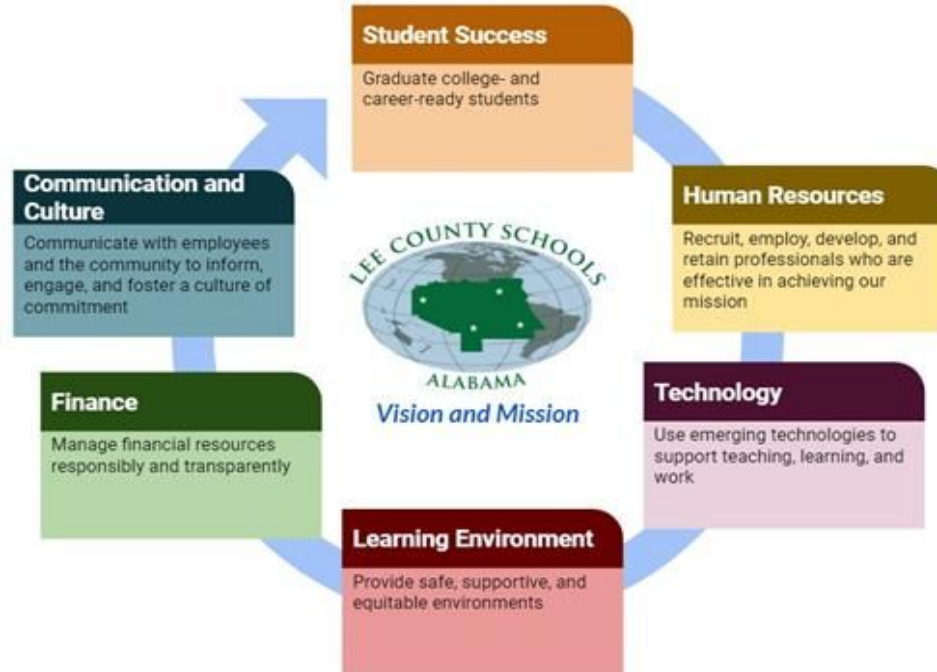 Student Success
Graduate college- and
career-ready students
Human Resources
Recruit, employ, develop, and
retain professionals who are
effective in achieving our
mission
Technology
Use emerging technologies to
support teaching, learning, and
work
Learning Environment
Provide safe, supportive, and
equitable environments
Finance
Manage financial resources
responsibly and transparently
Communication and
Culture
Communicate with employees
and the community to inform,
engage, and foster a culture of
commitment
LEE COUNTY SCHOOLS
ALABAMA
Vision and Mission